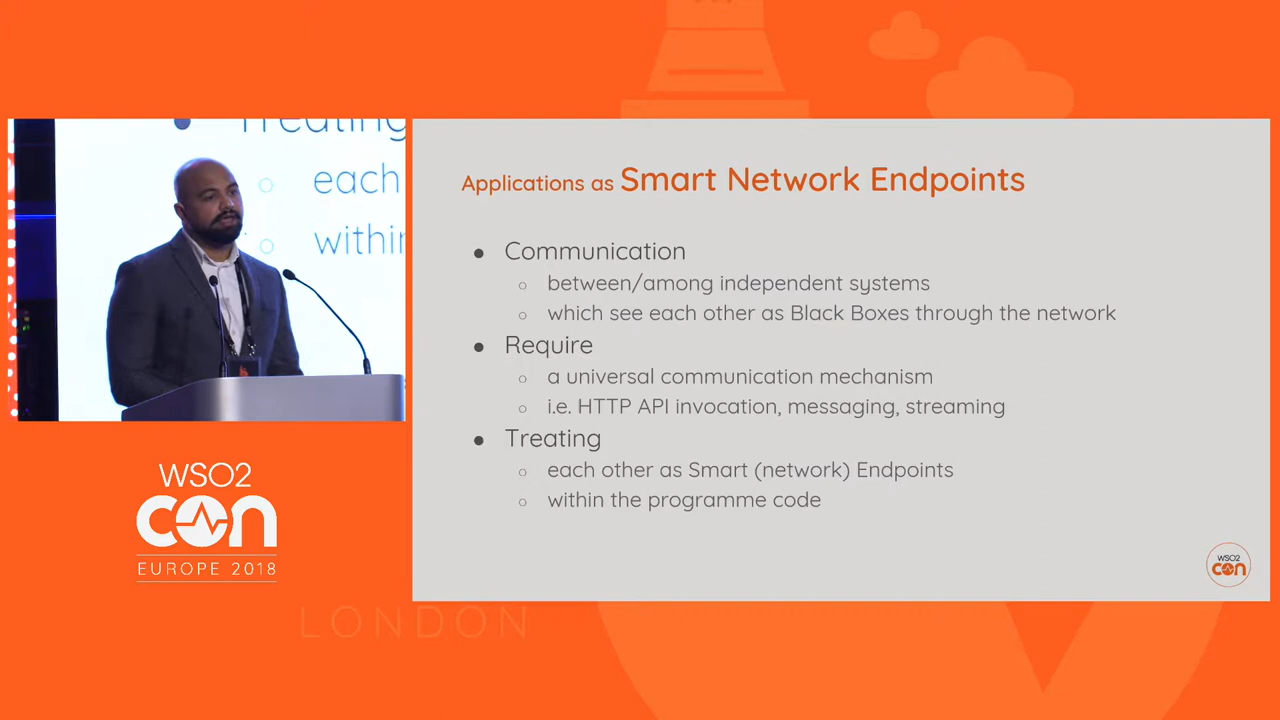 Treating
each
within
Applications as Smart Network Endpoints
● Communication
○ between/among independent systems
○ which see each other as Black Boxes through the network
● Require
○ a universal communication mechanism
○ i.e. HTTP API invocation, messaging, streaming
● Treating
○ each other as Smart (network) Endpoints
○ within the programme code
WSO2
con
EUROPE 2018
LONDON
WSO2
con